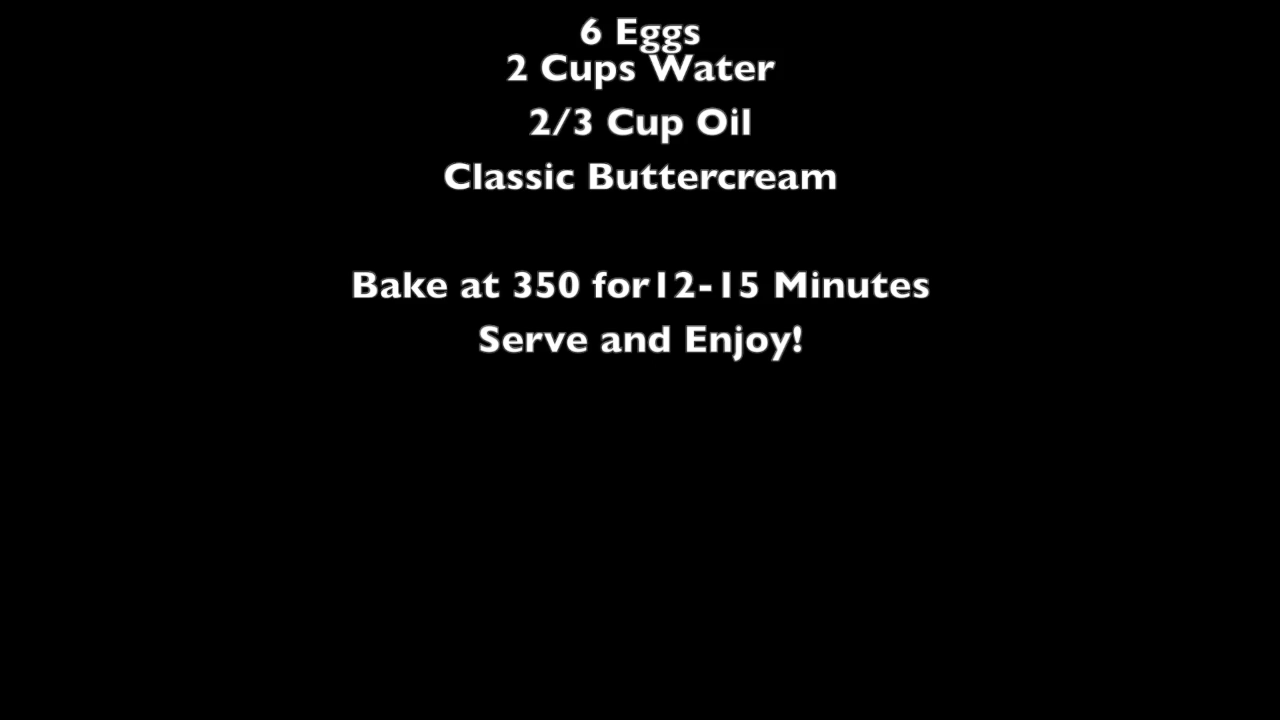 6 Eggs
2 Cups Water
2/3 Cup Oil
Classic Buttercream
Bake at 350 for12-15 Minutes
Serve and Enjoy!